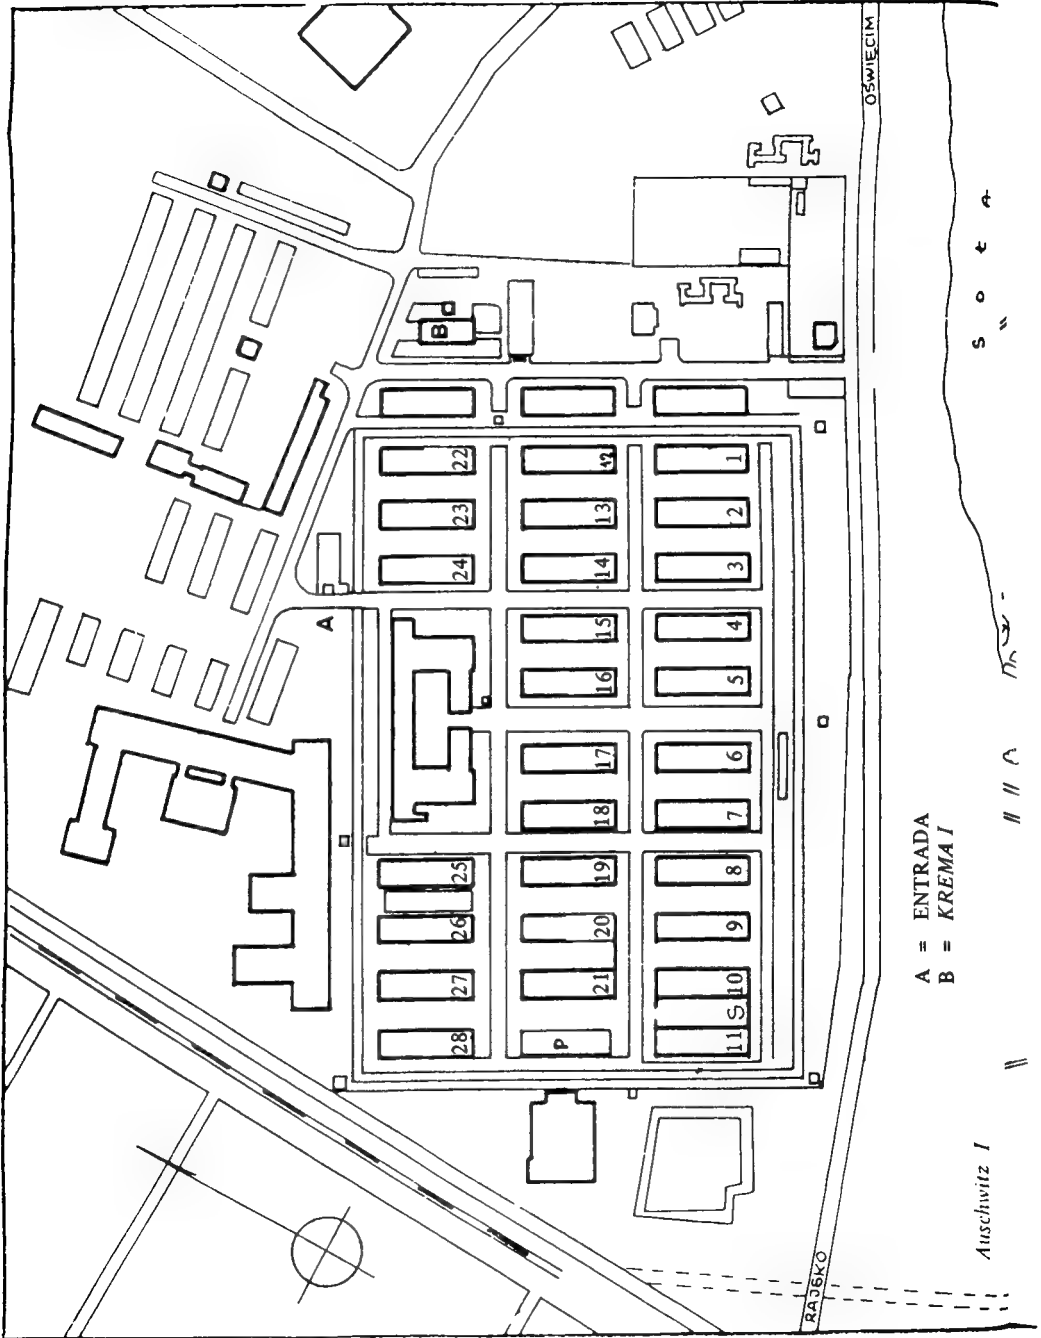 OŚWIĘCIM
S o ł a
B
22 12 1
23 13 2
24 14 3
A
15 4
16 5
17 6
18 7
25 19 8
26 20 9
27 21 10
S
28 P 11
A = ENTRADA
B = KREMA I
RAJSKO
Auschwitz I